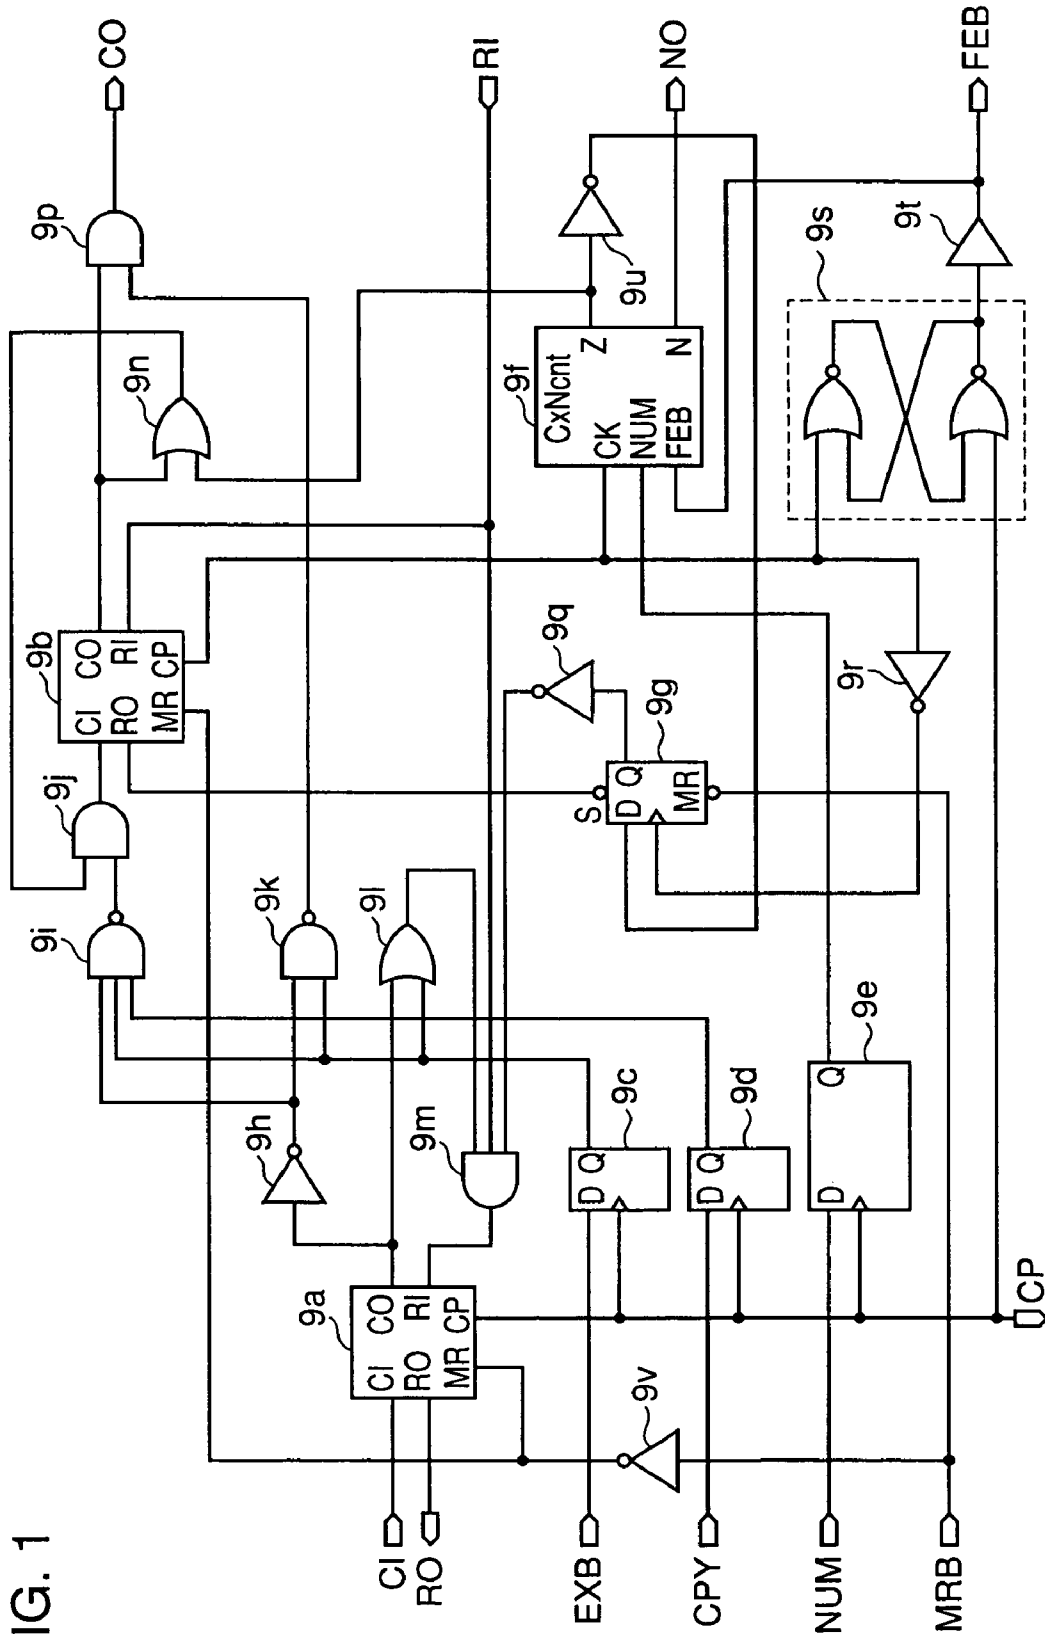 IG. 1
CI
RO
EXB
CPY
NUM
MRB
CP
9a
CI CO
RO RI
MR CP
9v
9h
9m
9c
D Q
9d
D Q
9e
D Q
9i
9k
9l
9j
9b
CI CO
RO RI
MR CP
S
9g
D Q
MR
9q
9r
9n
9p
9f
CxNcnt
CK Z
NUM
FEB N
9u
9s
9t
CO
RI
NO
FEB